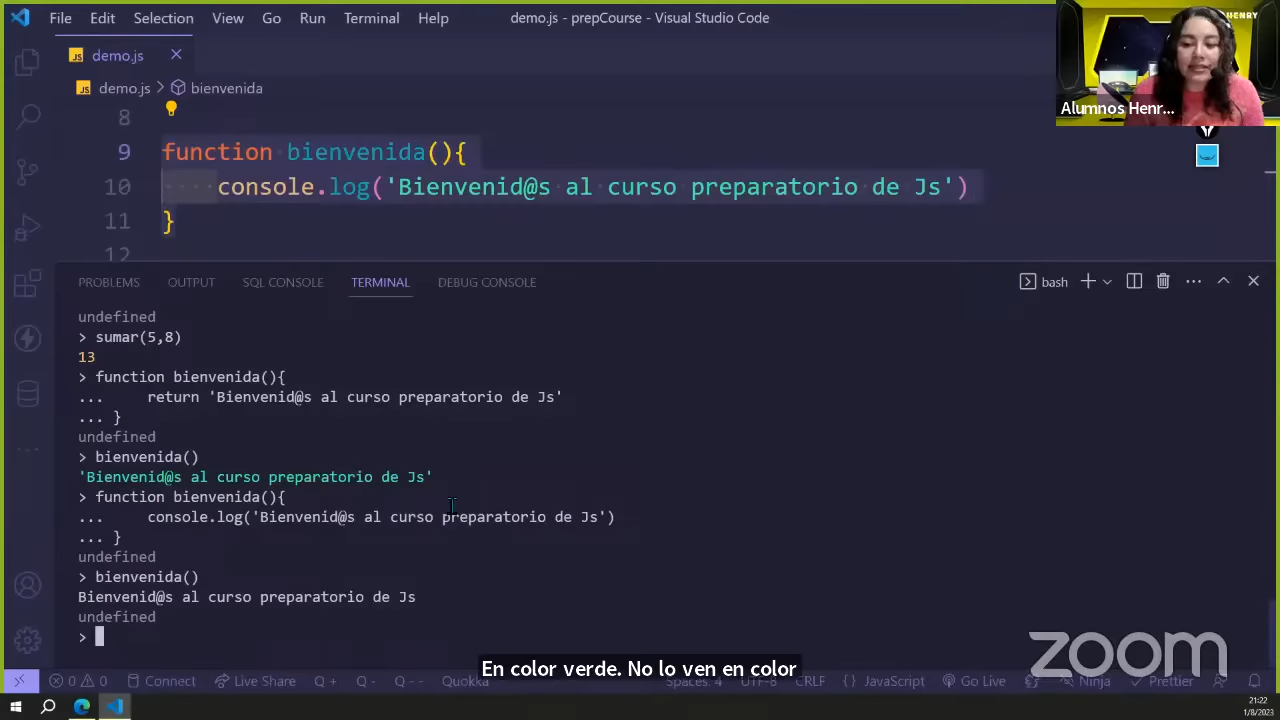 File Edit Selection View Go Run Terminal Help demo.js - prepCourse - Visual Studio Code
HENRY
demo.js
demo.js > bienvenida
Alumnos Henr...
8
9 function bienvenida(){
10 console.log('Bienvenid@s al curso preparatorio de Js')
11 }
12
PROBLEMS OUTPUT SQL CONSOLE TERMINAL DEBUG CONSOLE bash
undefined
> sumar(5,8)
13
> function bienvenida(){
... return 'Bienvenid@s al curso preparatorio de Js'
... }
undefined
> bienvenida()
'Bienvenid@s al curso preparatorio de Js'
> function bienvenida(){
... console.log('Bienvenid@s al curso preparatorio de Js')
... }
undefined
> bienvenida()
Bienvenid@s al curso preparatorio de Js
undefined
>
zoom
En color verde. No lo ven en color
0 0 Connect Live Share Q + Q - Q -- Quokka Spaces: 4 UTF-8 CRLF {} JavaScript Go Live Ninja Prettier
21:22
1/8/2023